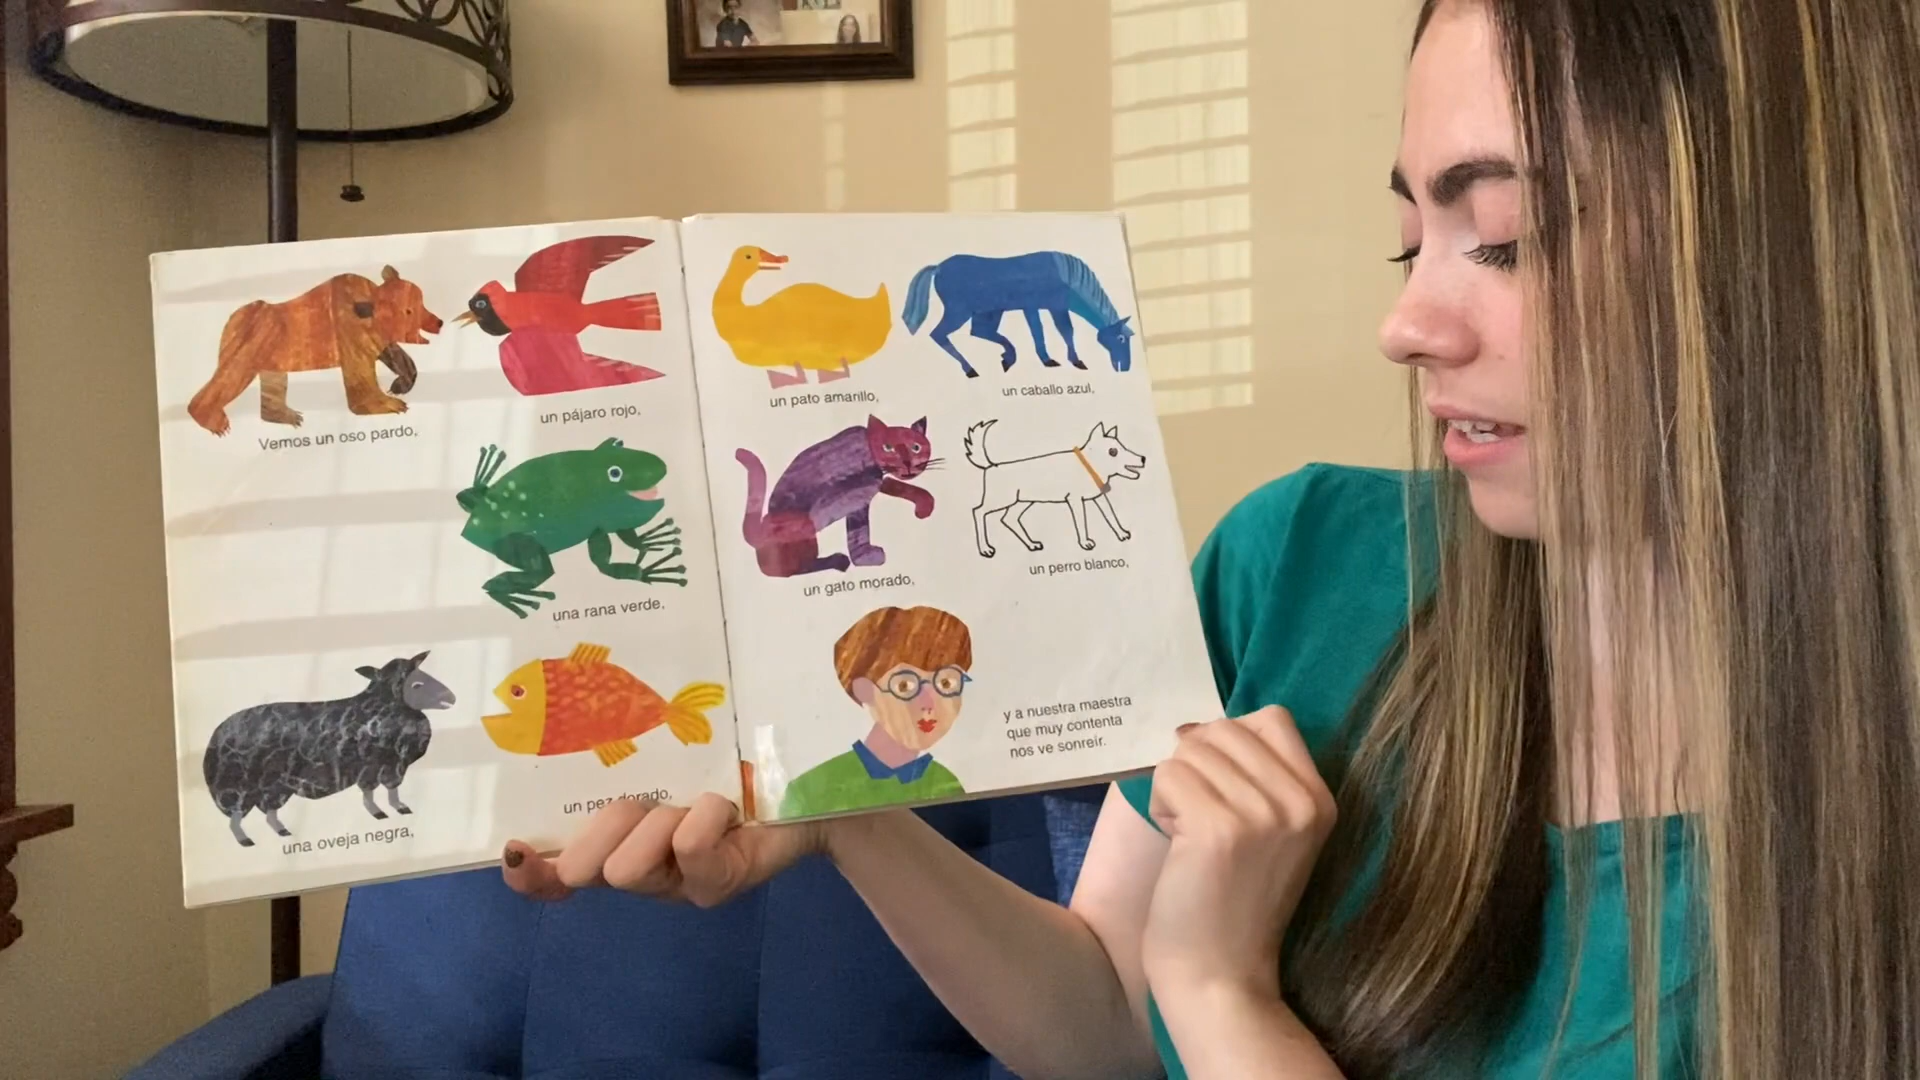 Vemos un oso pardo,
un pájaro rojo,
una rana verde,
una oveja negra,
un pez dorado,
un pato amarillo,
un caballo azul,
un gato morado,
un perro blanco,
y a nuestra maestra
que muy contenta
nos ve sonreír.